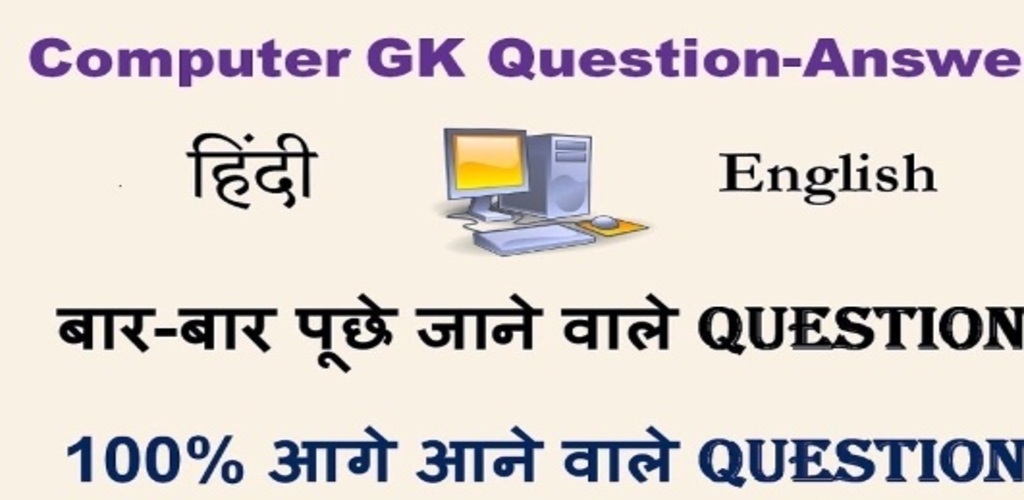 Computer GK Question-Answe
हिंदी English
बार-बार पूछे जाने वाले QUESTION
100% आगे आने वाले QUESTION